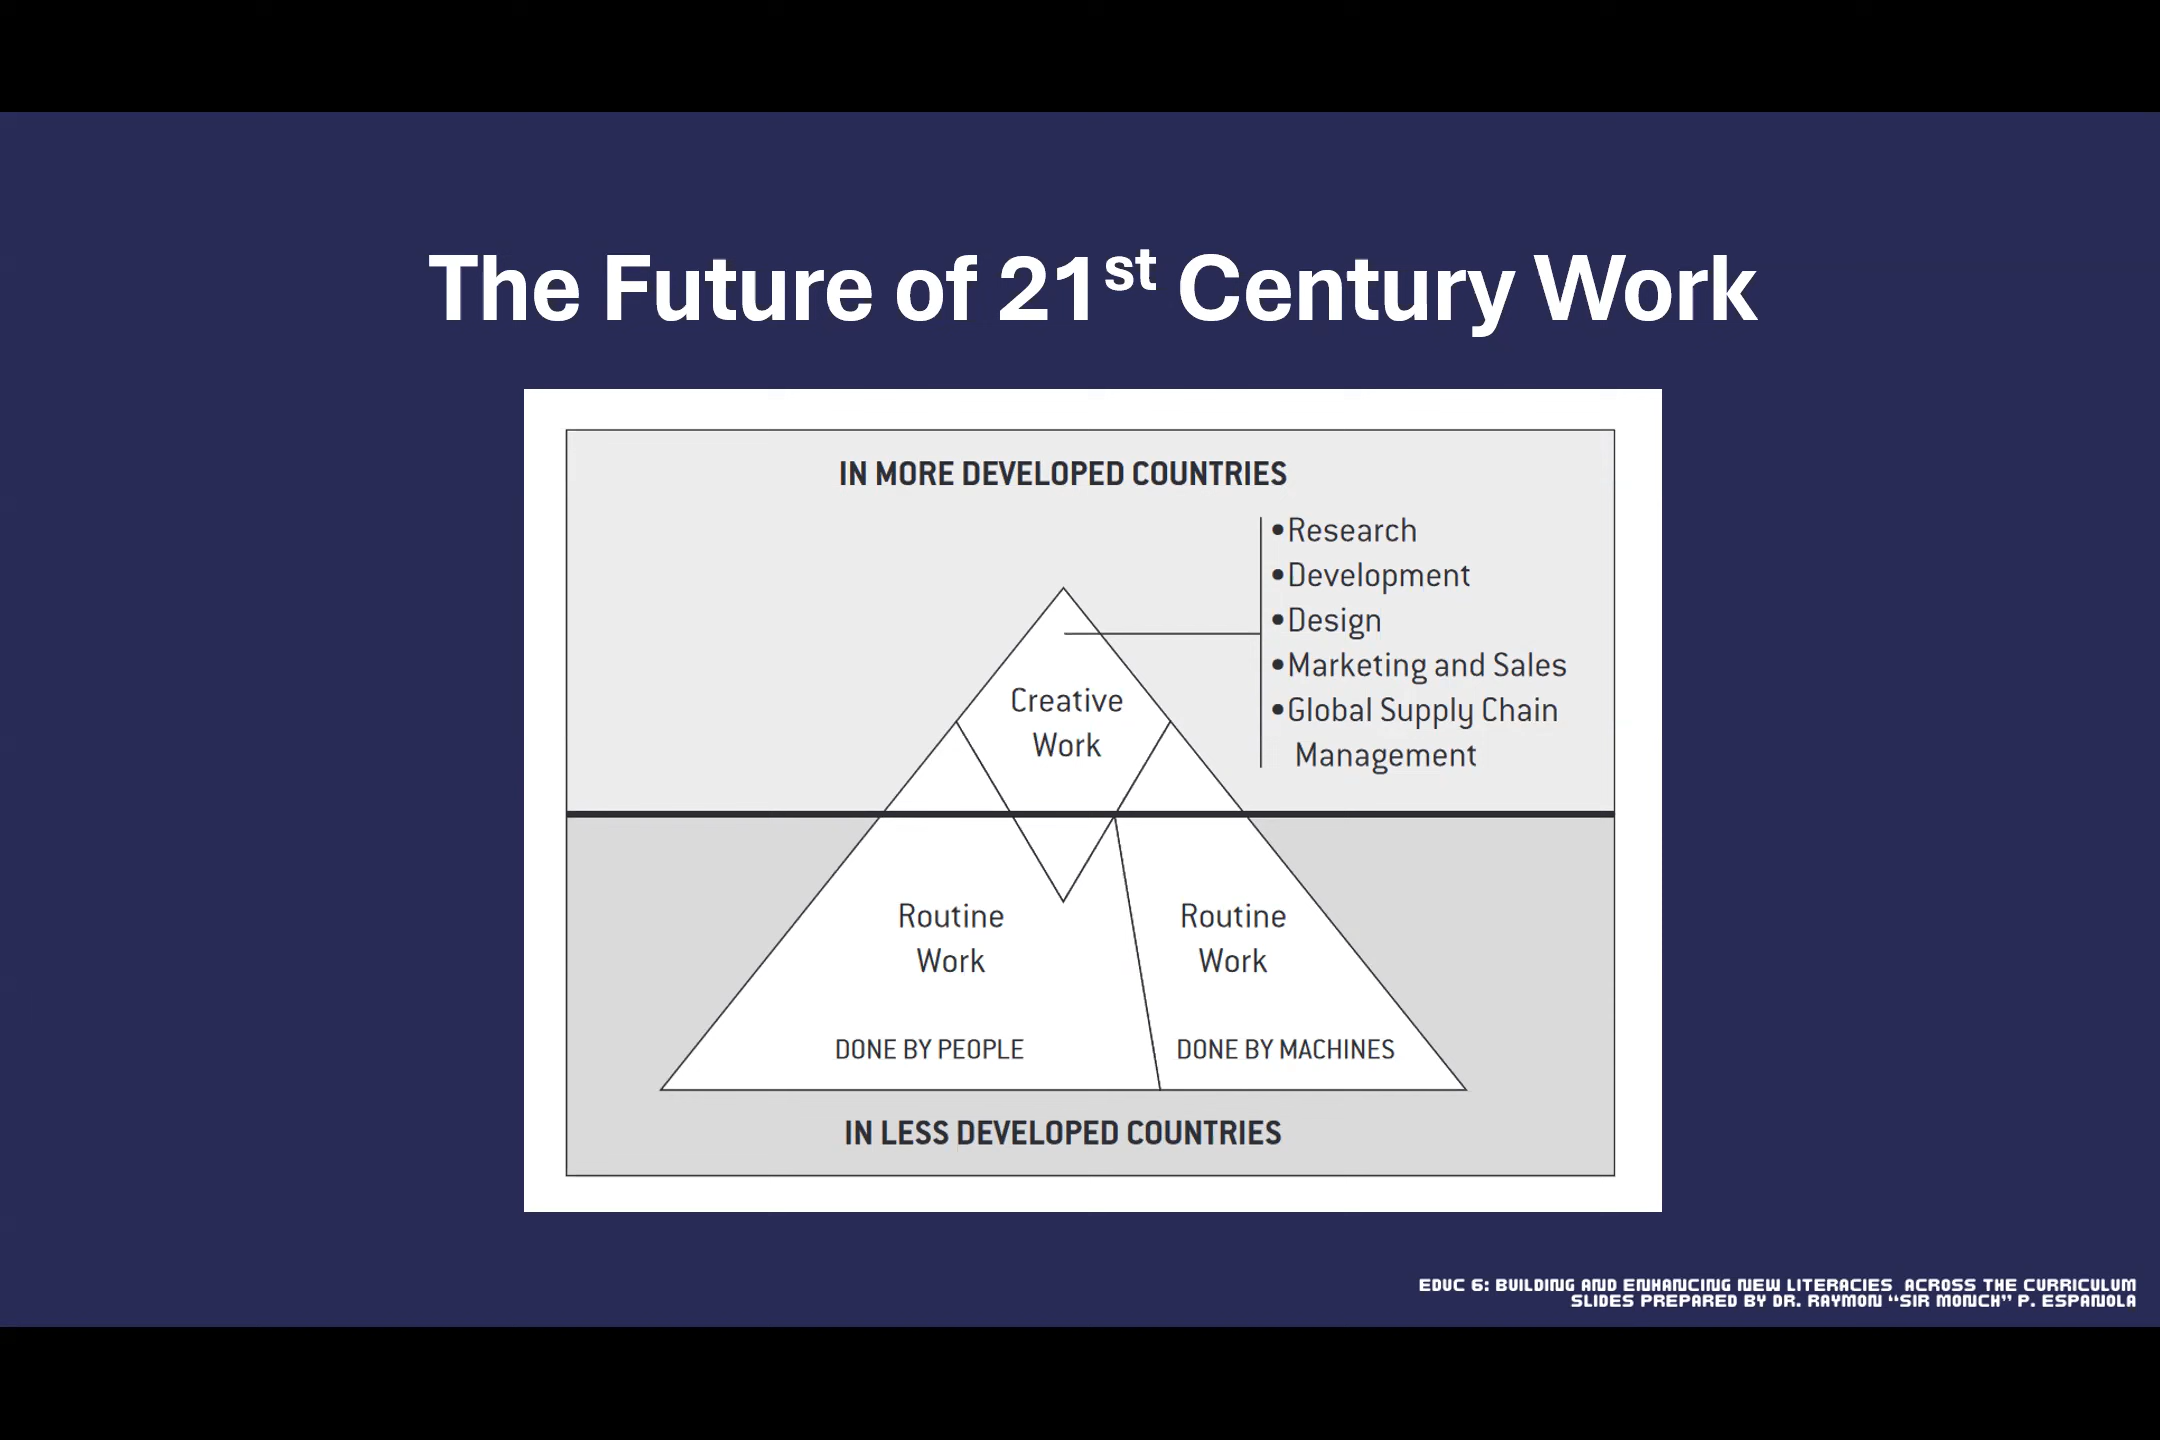 The Future of 21st Century Work
IN MORE DEVELOPED COUNTRIES
•Research
•Development
•Design
•Marketing and Sales
•Global Supply Chain
Management
Creative
Work
Routine
Work
DONE BY PEOPLE
Routine
Work
DONE BY MACHINES
IN LESS DEVELOPED COUNTRIES
EDUC 6: BUILDING AND ENHANCING NEW LITERACIES ACROSS THE CURRICULUM
SLIDES PREPARED BY DR. RAYMON “SIR MONCH” P. ESPANOLA